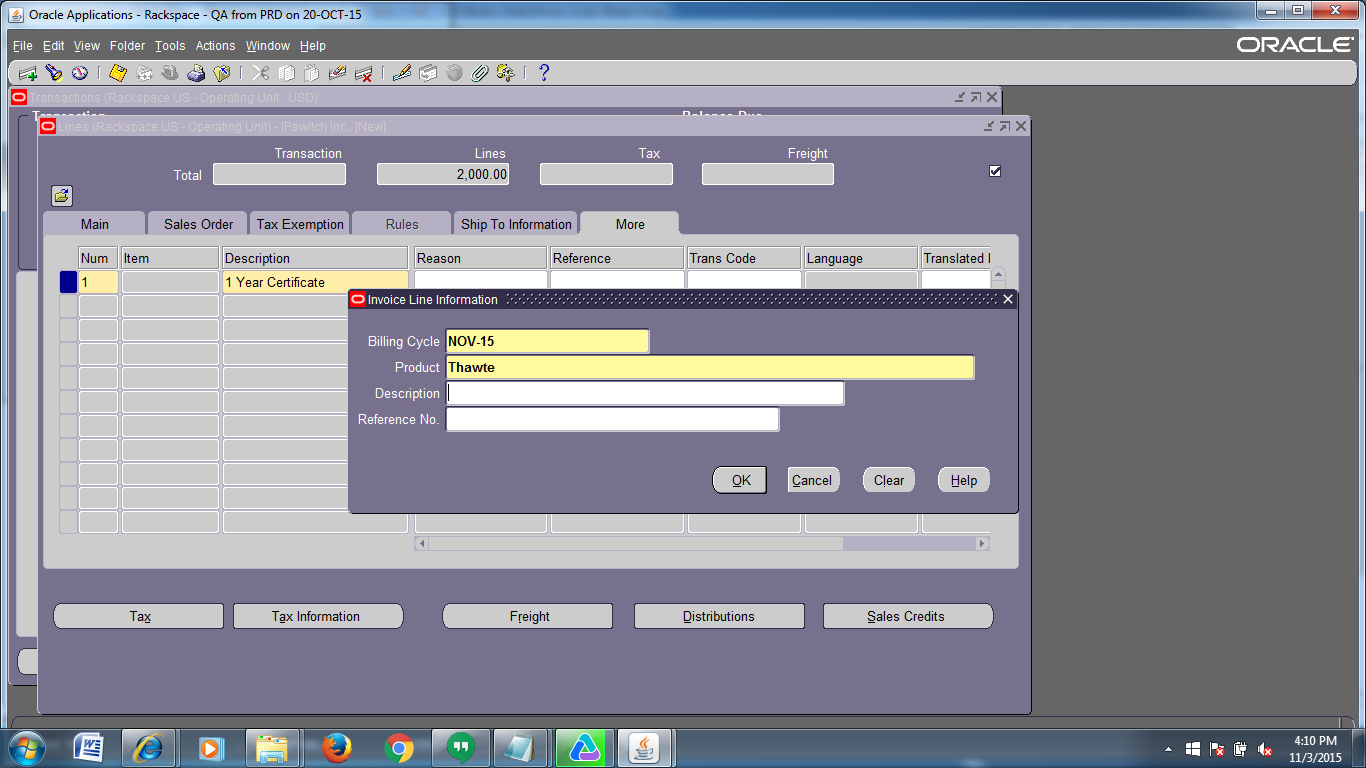 Oracle Applications - Rackspace - QA from PRD on 20-OCT-15
File Edit View Folder Tools Actions Window Help
ORACLE
Transactions (Rackspace US - Operating Unit : USD)
Transaction Balance Due
Lines (Rackspace US - Operating Unit) - IPswitch Inc., [New]
Transaction Lines Tax Freight
Total 2,000.00
Main Sales Order Tax Exemption Rules Ship To Information More
Num Item Description Reason Reference Trans Code Language Translated
1 1 Year Certificate
Invoice Line Information
Billing Cycle NOV-15
Product Thawte
Description
Reference No.
OK Cancel Clear Help
Tax Tax Information Freight Distributions Sales Credits
4:10 PM
11/3/2015